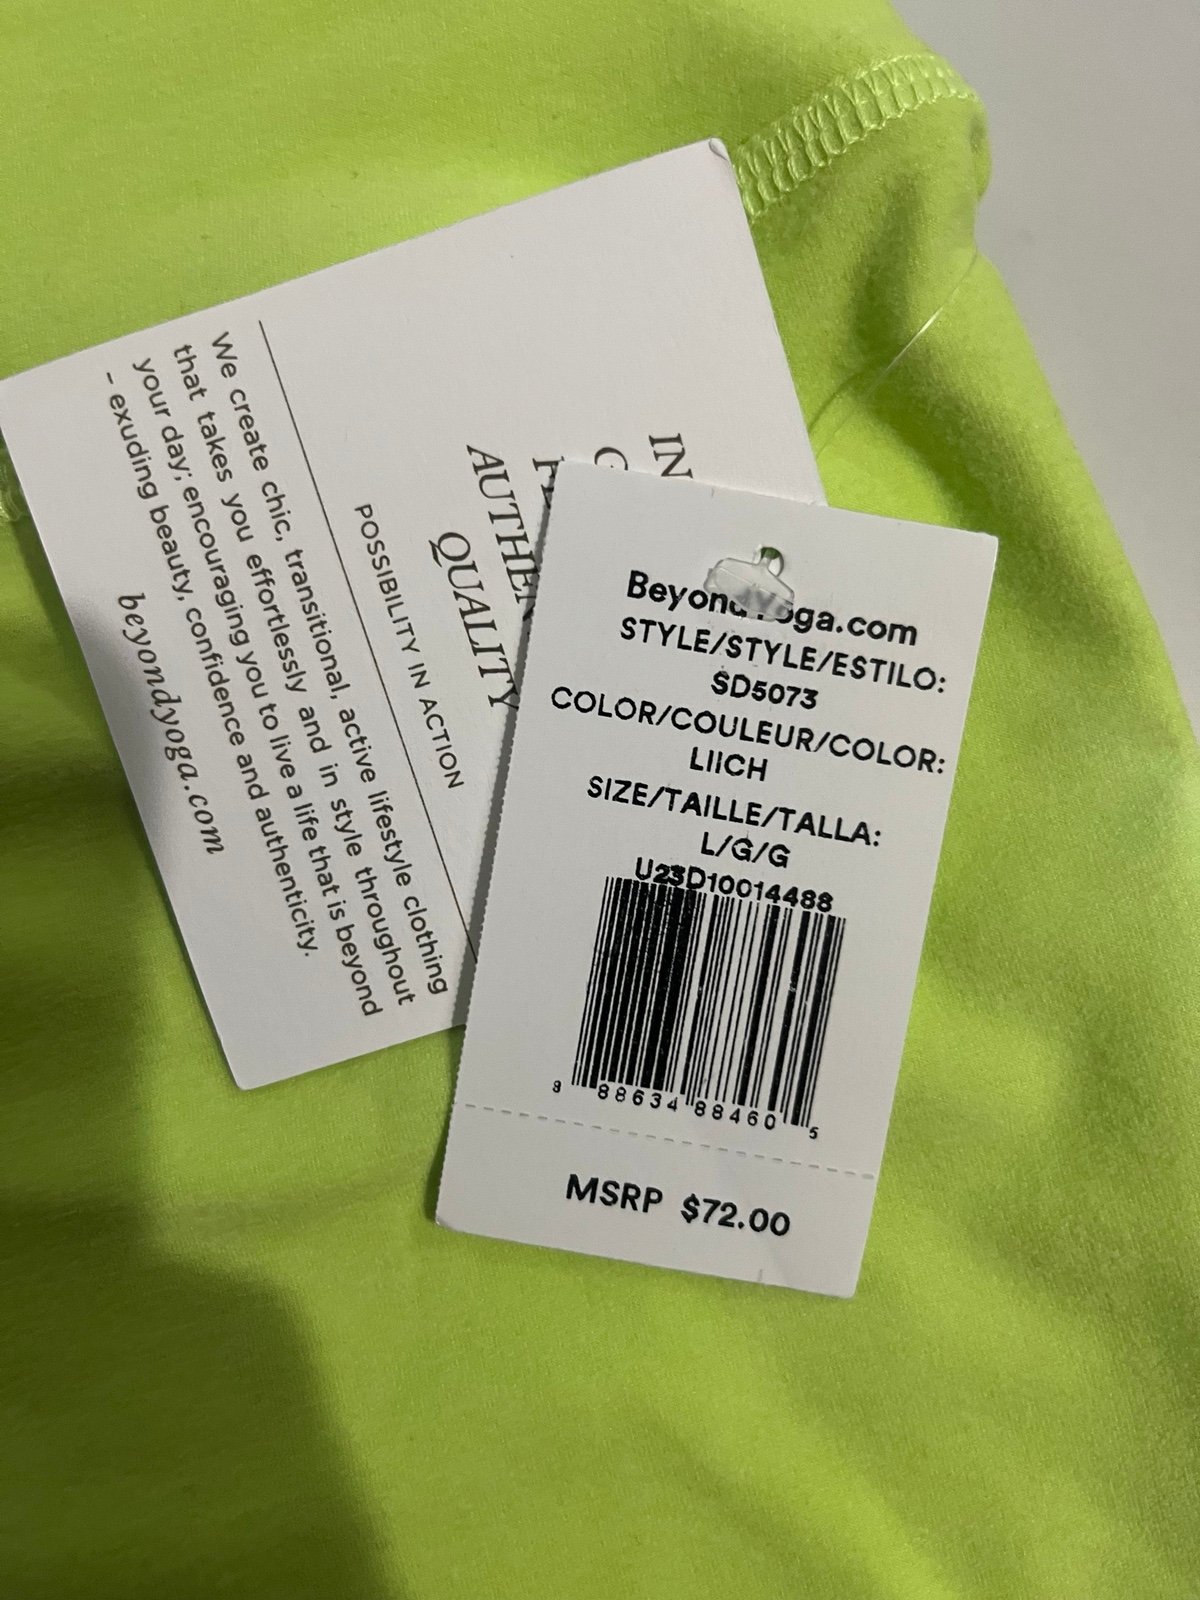 IN
AUTHEN
QUALITY
POSSIBILITY IN ACTION
We create chic, transitional, active lifestyle clothing
that takes you effortlessly and in style throughout
your day; encouraging you to live a life that is beyond
– exuding beauty, confidence and authenticity.
beyondyoga.com
BeyondYoga.com
STYLE/STYLE/ESTILO:
SD5073
COLOR/COULEUR/COLOR:
LIICH
SIZE/TAILLE/TALLA:
L/G/G
U23D10014488
88634 88460 5
MSRP $72.00